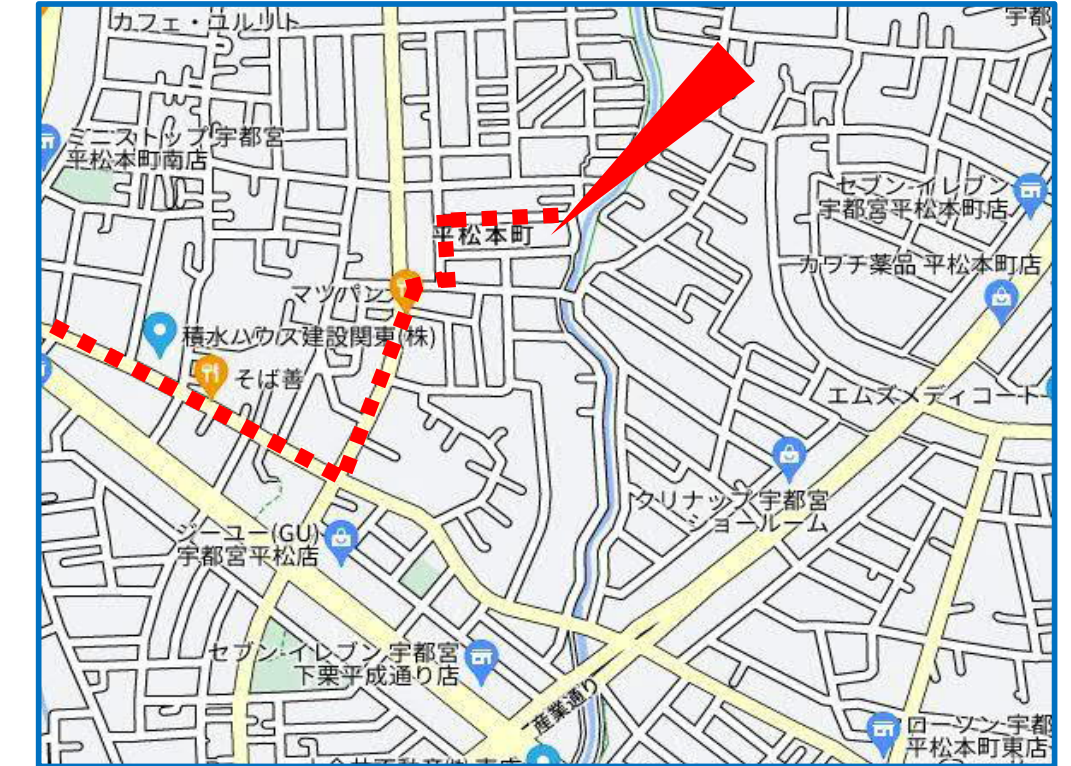 カフェ・ユルリト
宇都
ミニストップ 宇都宮
平松本町南店
セブン-イレブン
宇都宮平松本町店
平松本町
カワチ薬品 平松本町店
マツパン
積水ハウス建設関東(株)
そば善
エムズメディコート
クリナップ 宇都宮
ショールーム
ジーユー(GU)
宇都宮平松店
セブン-イレブン 宇都宮
下栗平成通り店
産業通り
ローソン 宇都
平松本町東店